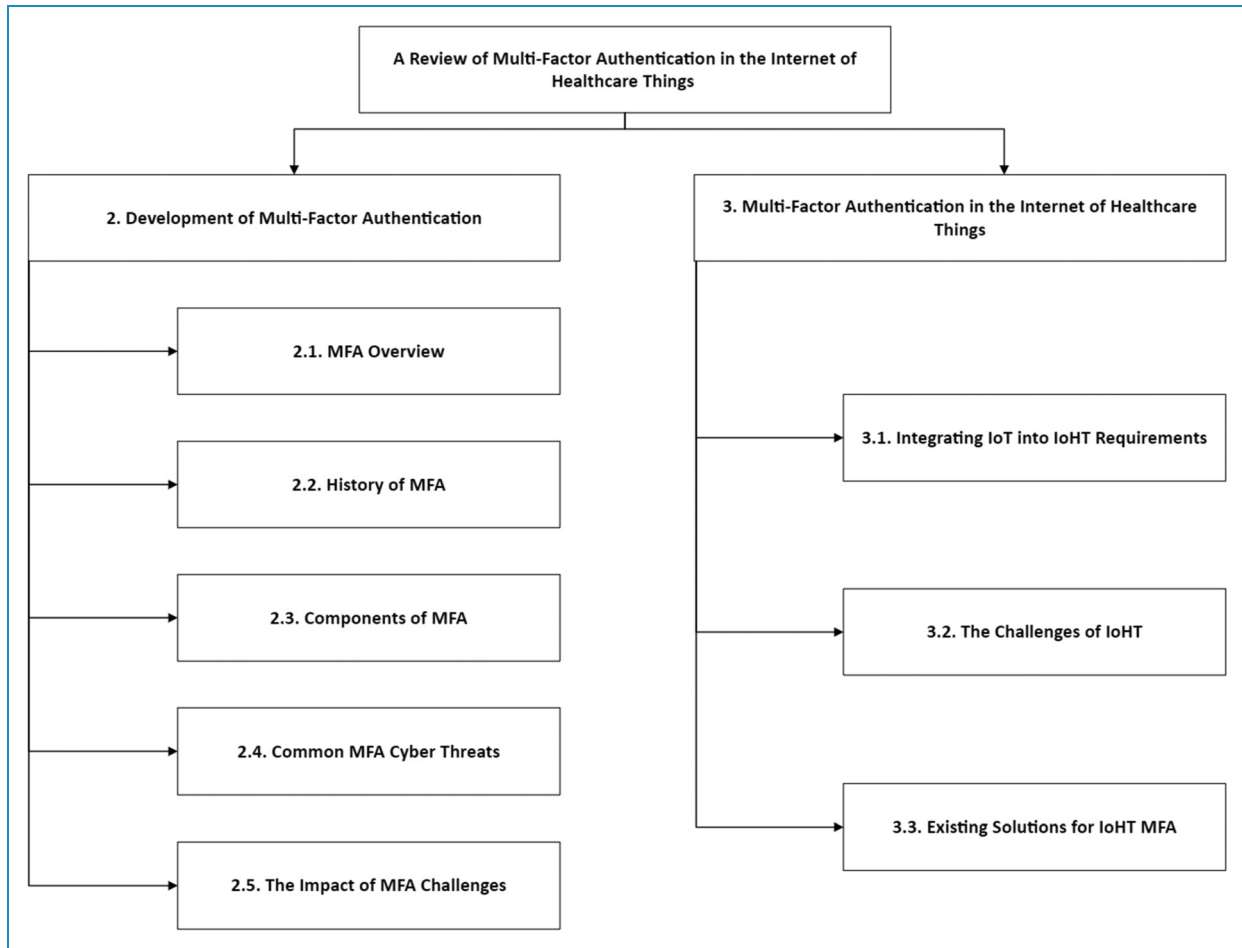 A Review of Multi-Factor Authentication in the Internet of
Healthcare Things
2. Development of Multi-Factor Authentication
3. Multi-Factor Authentication in the Internet of Healthcare
Things
2.1. MFA Overview
2.2. History of MFA
2.3. Components of MFA
2.4. Common MFA Cyber Threats
2.5. The Impact of MFA Challenges
3.1. Integrating IoT into IoHT Requirements
3.2. The Challenges of IoHT
3.3. Existing Solutions for IoHT MFA